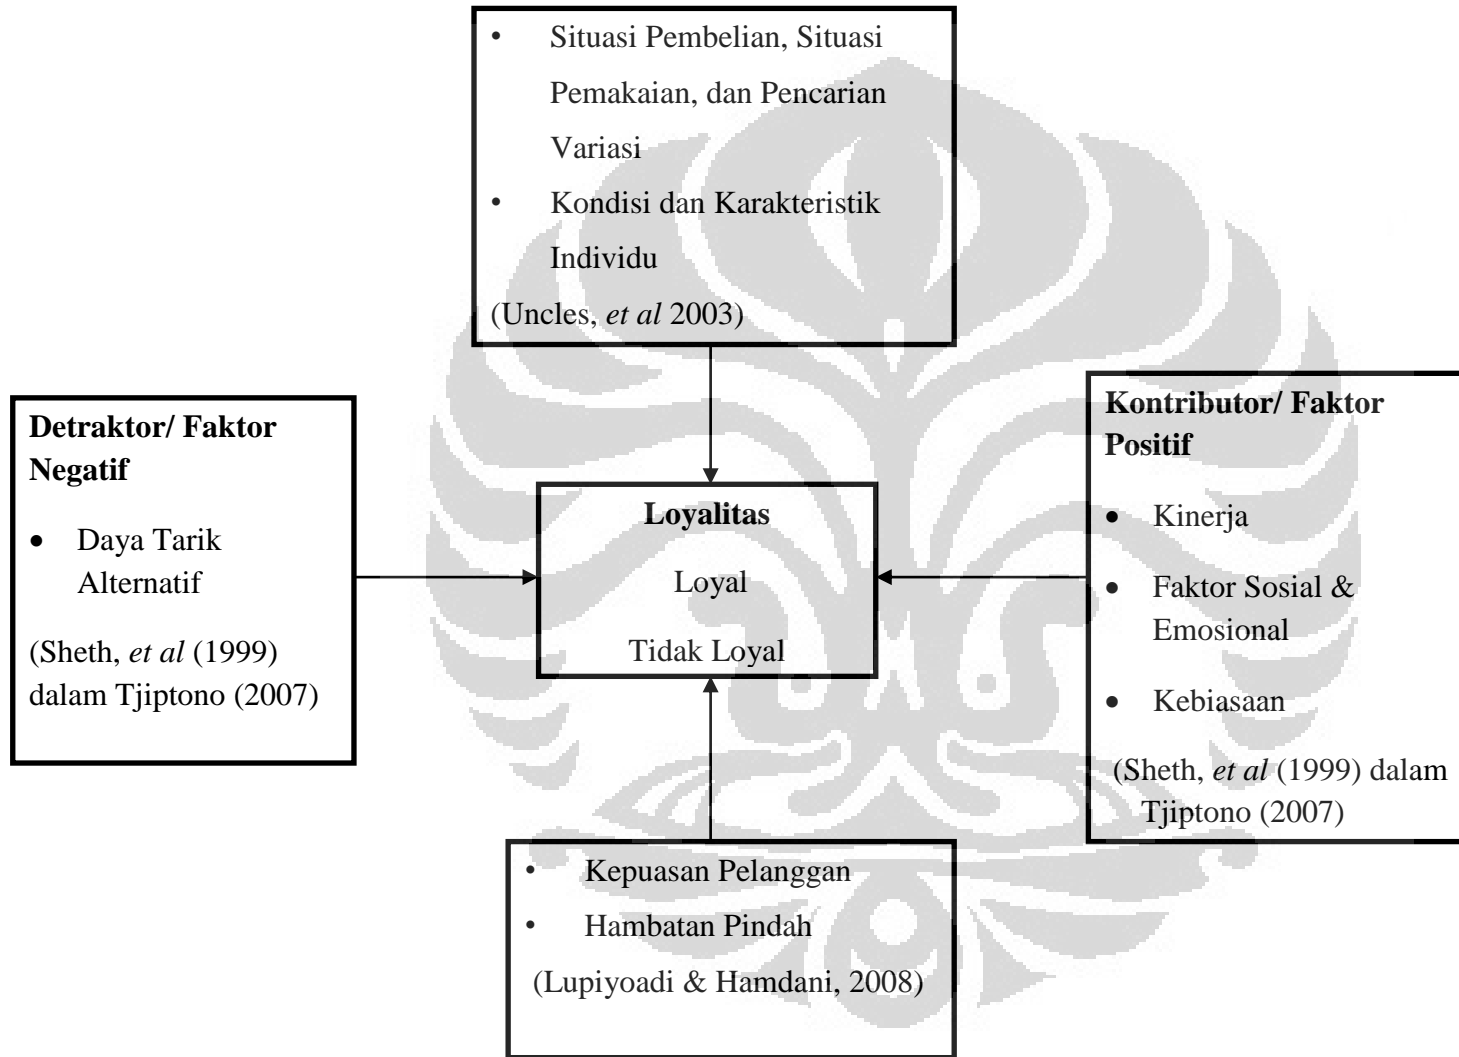 • Situasi Pembelian, Situasi
Pemakaian, dan Pencarian
Variasi
• Kondisi dan Karakteristik
Individu
(Uncles, et al 2003)
Detraktor/ Faktor
Negatif
• Daya Tarik
Alternatif
(Sheth, et al (1999)
dalam Tjiptono (2007)
Loyalitas
Loyal
Tidak Loyal
Kontributor/ Faktor
Positif
• Kinerja
• Faktor Sosial &
Emosional
• Kebiasaan
(Sheth, et al (1999) dalam
Tjiptono (2007)
• Kepuasan Pelanggan
• Hambatan Pindah
(Lupiyoadi & Hamdani, 2008)